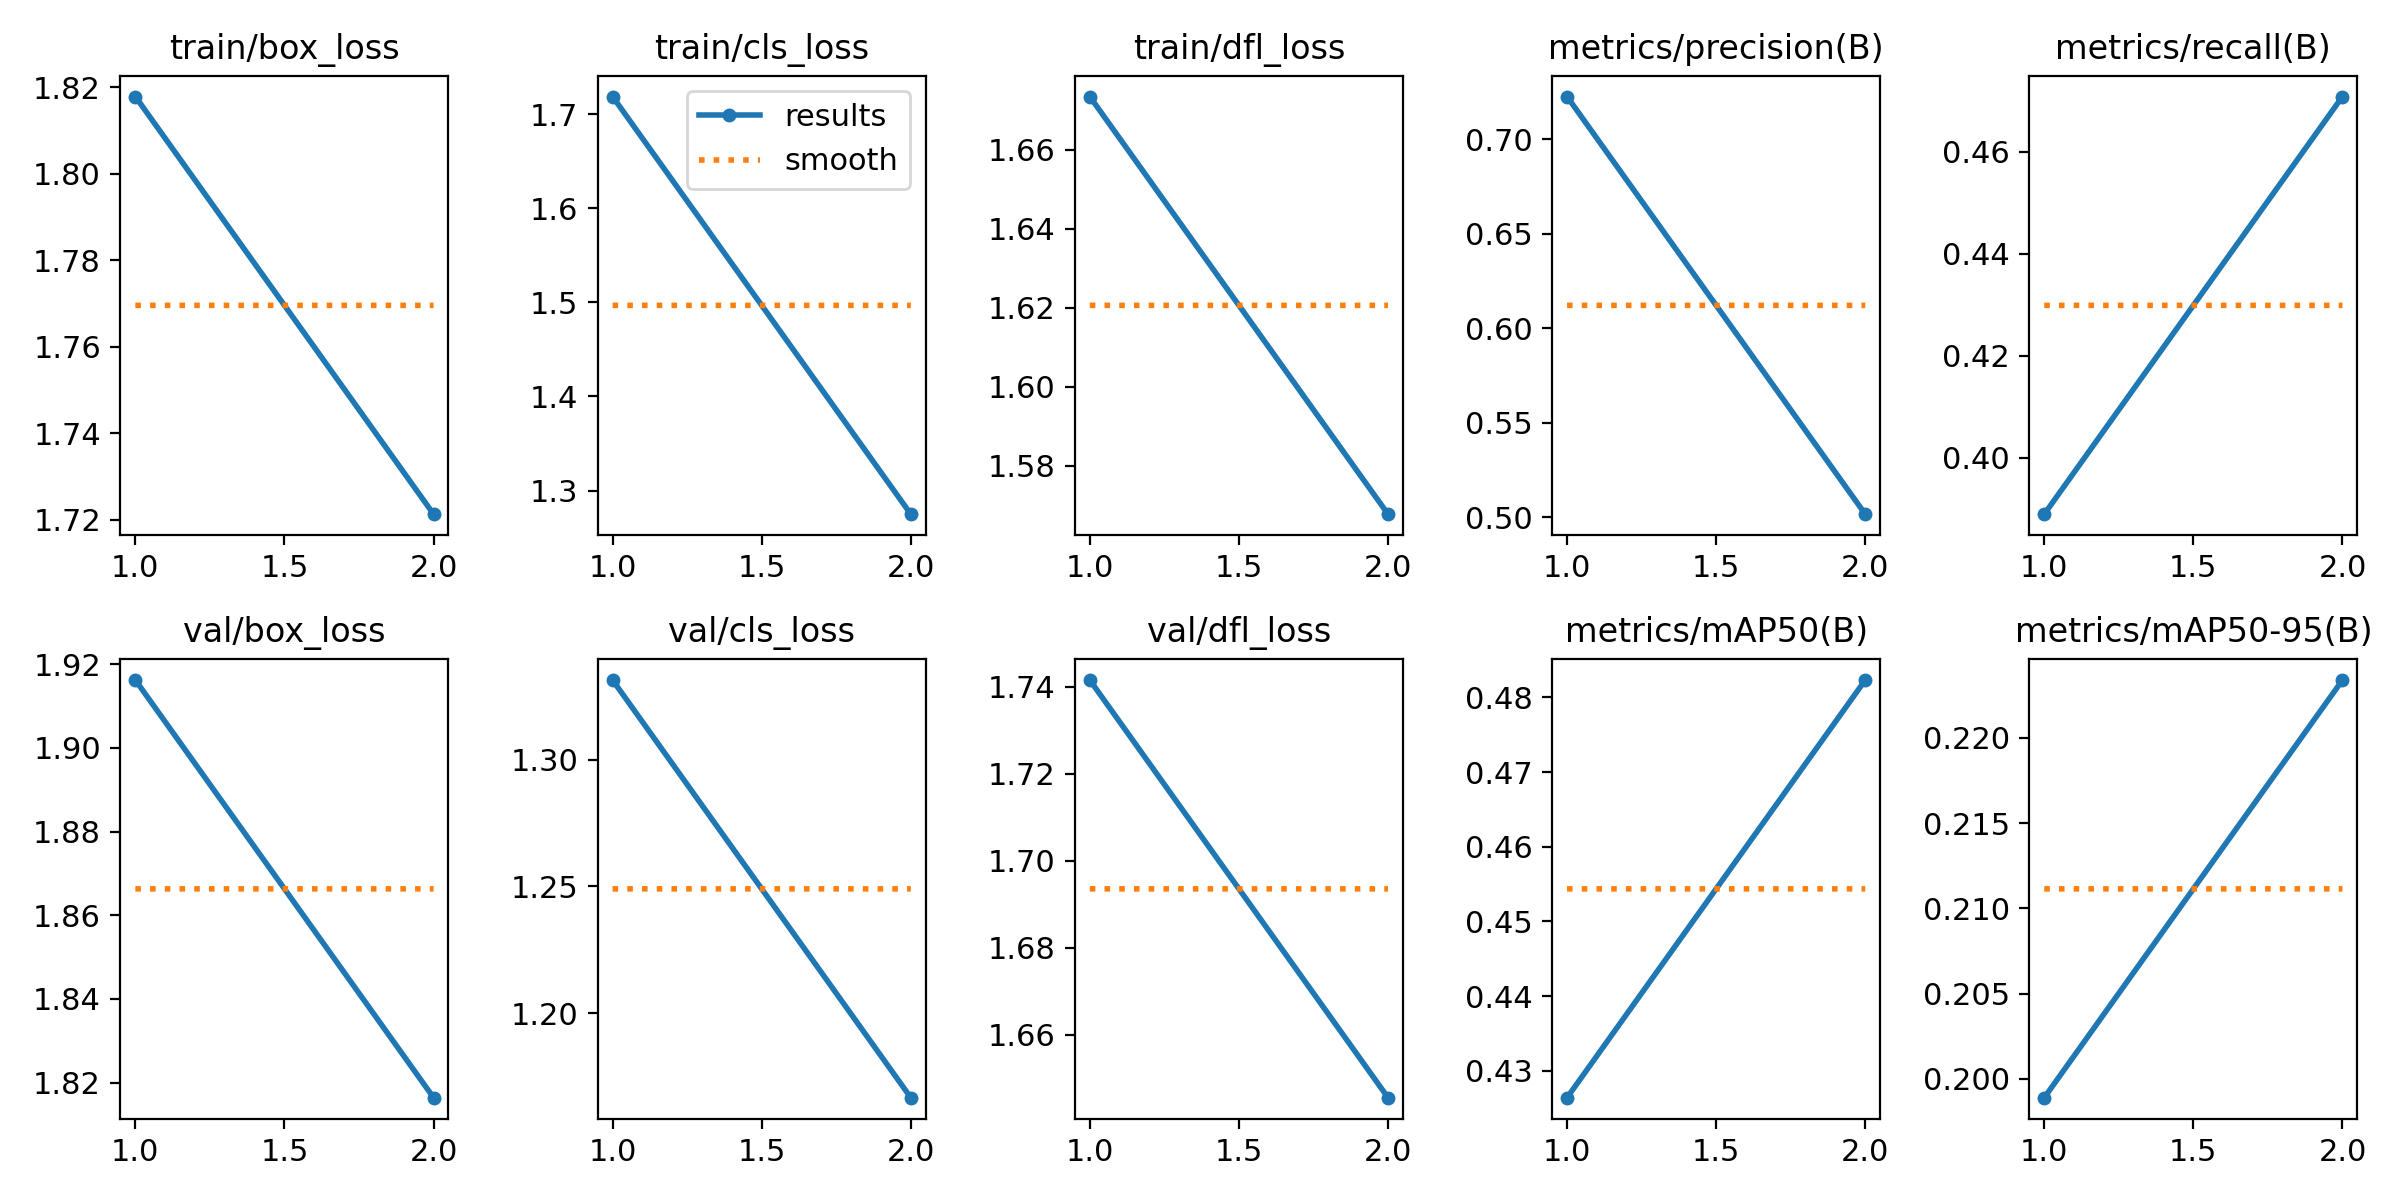 train/box_loss
1.82
1.80
1.78
1.76
1.74
1.72
1.0 1.5 2.0
train/cls_loss
results
smooth
1.7
1.6
1.5
1.4
1.3
1.0 1.5 2.0
train/dfl_loss
1.66
1.64
1.62
1.60
1.58
1.0 1.5 2.0
metrics/precision(B)
0.70
0.65
0.60
0.55
0.50
1.0 1.5 2.0
metrics/recall(B)
0.46
0.44
0.42
0.40
1.0 1.5 2.0
val/box_loss
1.92
1.90
1.88
1.86
1.84
1.82
1.0 1.5 2.0
val/cls_loss
1.30
1.25
1.20
1.0 1.5 2.0
val/dfl_loss
1.74
1.72
1.70
1.68
1.66
1.0 1.5 2.0
metrics/mAP50(B)
0.48
0.47
0.46
0.45
0.44
0.43
1.0 1.5 2.0
metrics/mAP50-95(B)
0.220
0.215
0.210
0.205
0.200
1.0 1.5 2.0